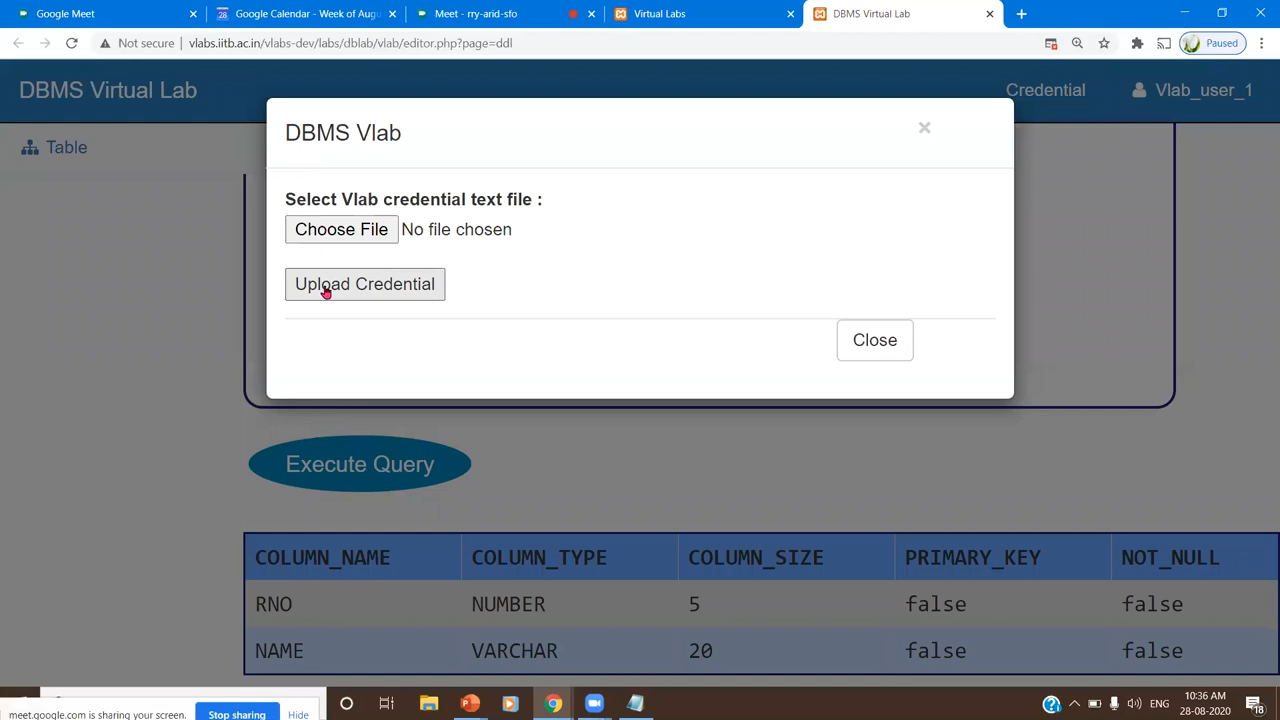 Google Meet
Google Calendar - Week of Augu
Meet - rry-arid-sfo
Virtual Labs
DBMS Virtual Lab
Not secure
vlabs.iitb.ac.in/vlabs-dev/labs/dblab/vlab/editor.php?page=ddl
Paused
DBMS Virtual Lab
Credential
Vlab_user_1
Table
DBMS Vlab
×
Select Vlab credential text file :
Choose File No file chosen
Upload Credential
Close
Execute Query
COLUMN_NAME COLUMN_TYPE COLUMN_SIZE PRIMARY_KEY NOT_NULL
RNO NUMBER 5 false false
NAME VARCHAR 20 false false
meet.google.com is sharing your screen.
Stop sharing
Hide
ENG
10:36 AM
28-08-2020
18